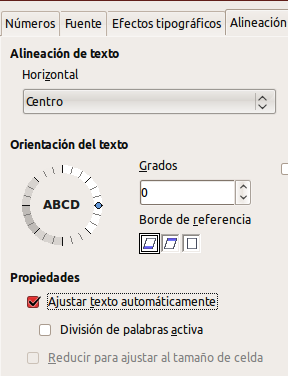 Números Fuente Efectos tipográficos Alineación
Alineación de texto
Horizontal
Centro
Orientación del texto
Grados
ABCD
0
Borde de referencia
Propiedades
Ajustar texto automáticamente
División de palabras activa
Reducir para ajustar al tamaño de celda